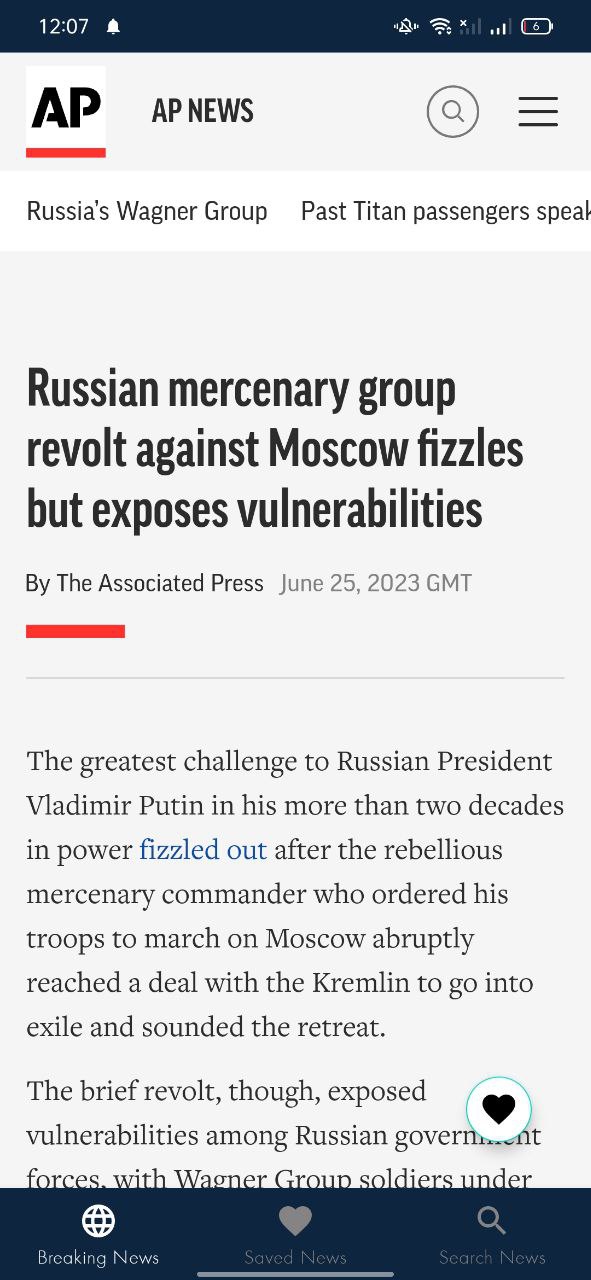 12:07
6
AP
AP NEWS
Russia's Wagner Group Past Titan passengers speak
Russian mercenary group
revolt against Moscow fizzles
but exposes vulnerabilities
By The Associated Press June 25, 2023 GMT
The greatest challenge to Russian President
Vladimir Putin in his more than two decades
in power fizzled out after the rebellious
mercenary commander who ordered his
troops to march on Moscow abruptly
reached a deal with the Kremlin to go into
exile and sounded the retreat.
The brief revolt, though, exposed
vulnerabilities among Russian government
forces, with Wagner Group soldiers under
Breaking News Saved News Search News